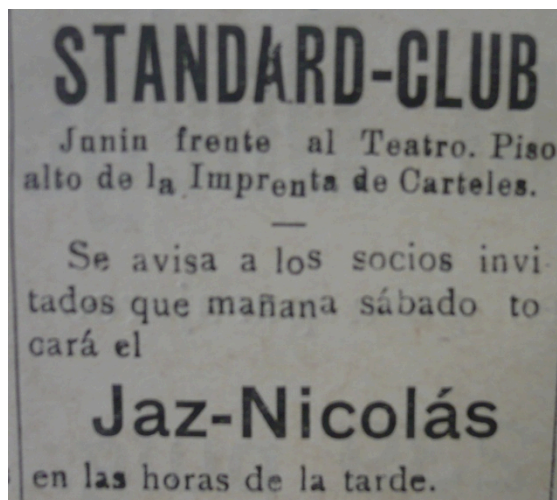 STANDARD-CLUB
Junin frente al Teatro. Piso
alto de la Imprenta de Carteles.
Se avisa a los socios invi-
tados que mañana sábado to
cará el
Jaz-Nicolás
en las horas de la tarde.